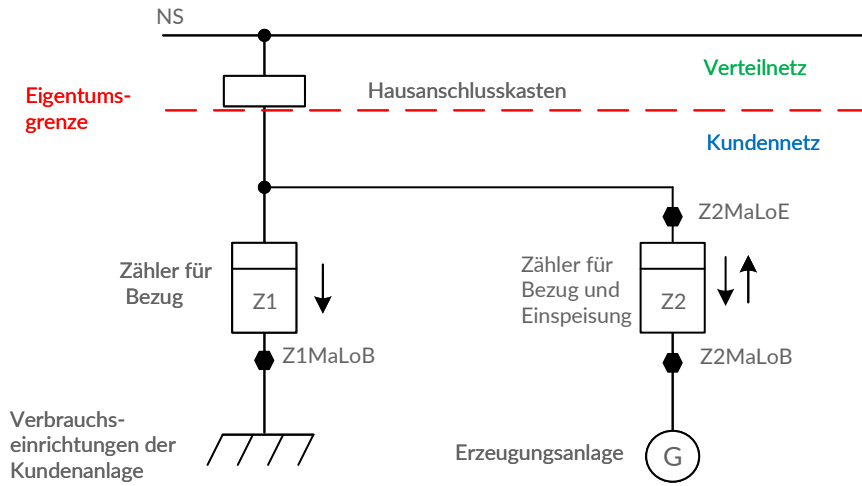 NS
Verteilnetz
Eigentums-
grenze
Hausanschlusskasten
Kundennetz
Z2MaLoE
Zähler für
Bezug
Z1
Zähler für
Bezug und
Einspeisung
Z2
Z1MaLoB
Z2MaLoB
Verbrauchs-
einrichtungen der
Kundenanlage
Erzeugungsanlage
G